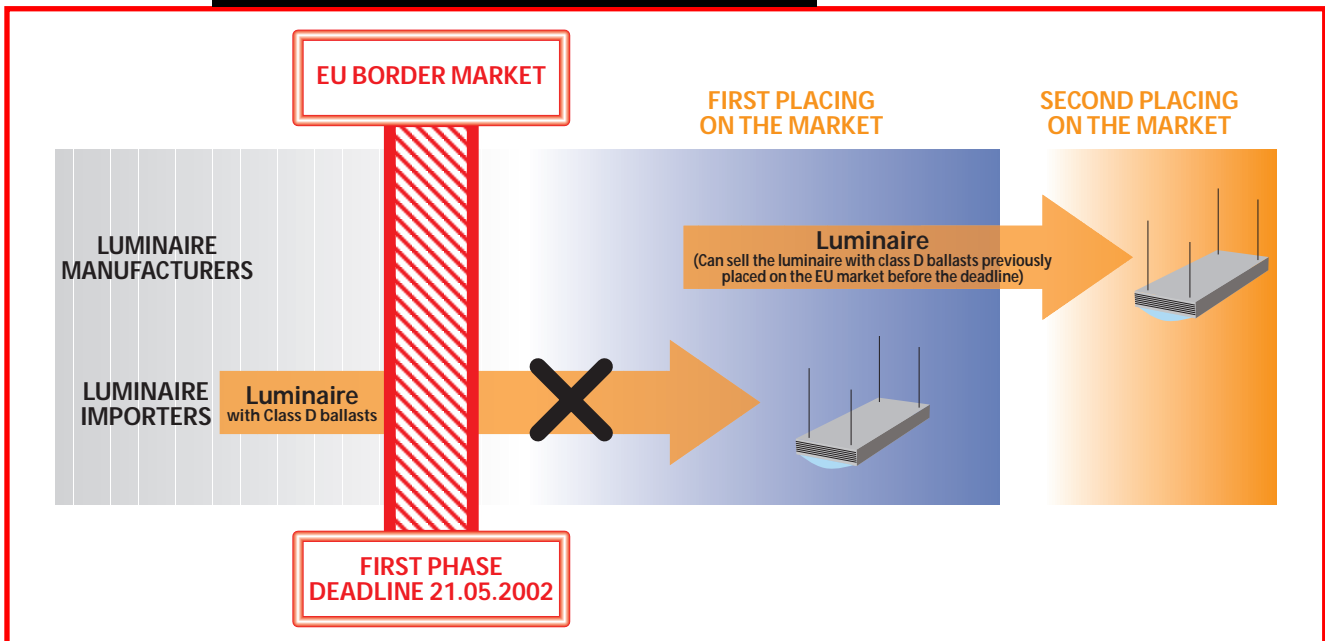 EU BORDER MARKET
FIRST PLACING
ON THE MARKET
SECOND PLACING
ON THE MARKET
LUMINAIRE
MANUFACTURERS
Luminaire
(Can sell the luminaire with class D ballasts previously
placed on the EU market before the deadline)
LUMINAIRE
IMPORTERS
Luminaire
with Class D ballasts
FIRST PHASE
DEADLINE 21.05.2002